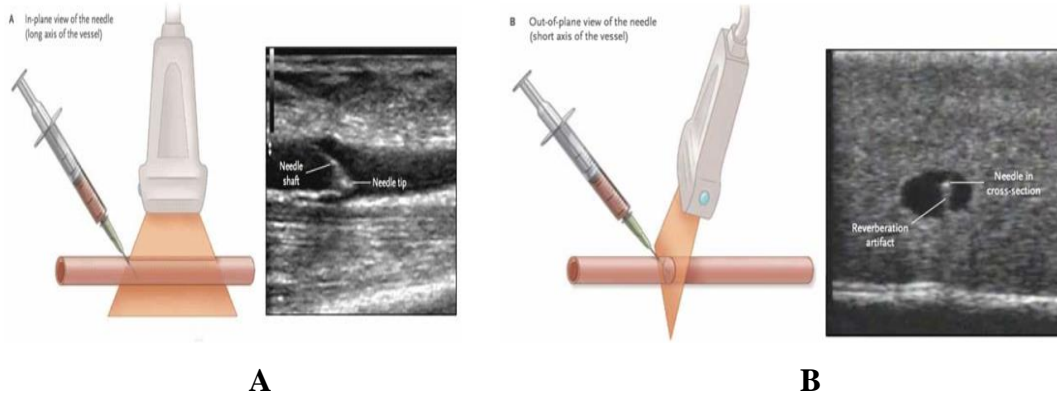 A In-plane view of the needle
(long axis of the vessel)
Needle
shaft
Needle tip
B Out-of-plane view of the needle
(short axis of the vessel)
Needle in
cross-section
Reverberation
artifact
A
B